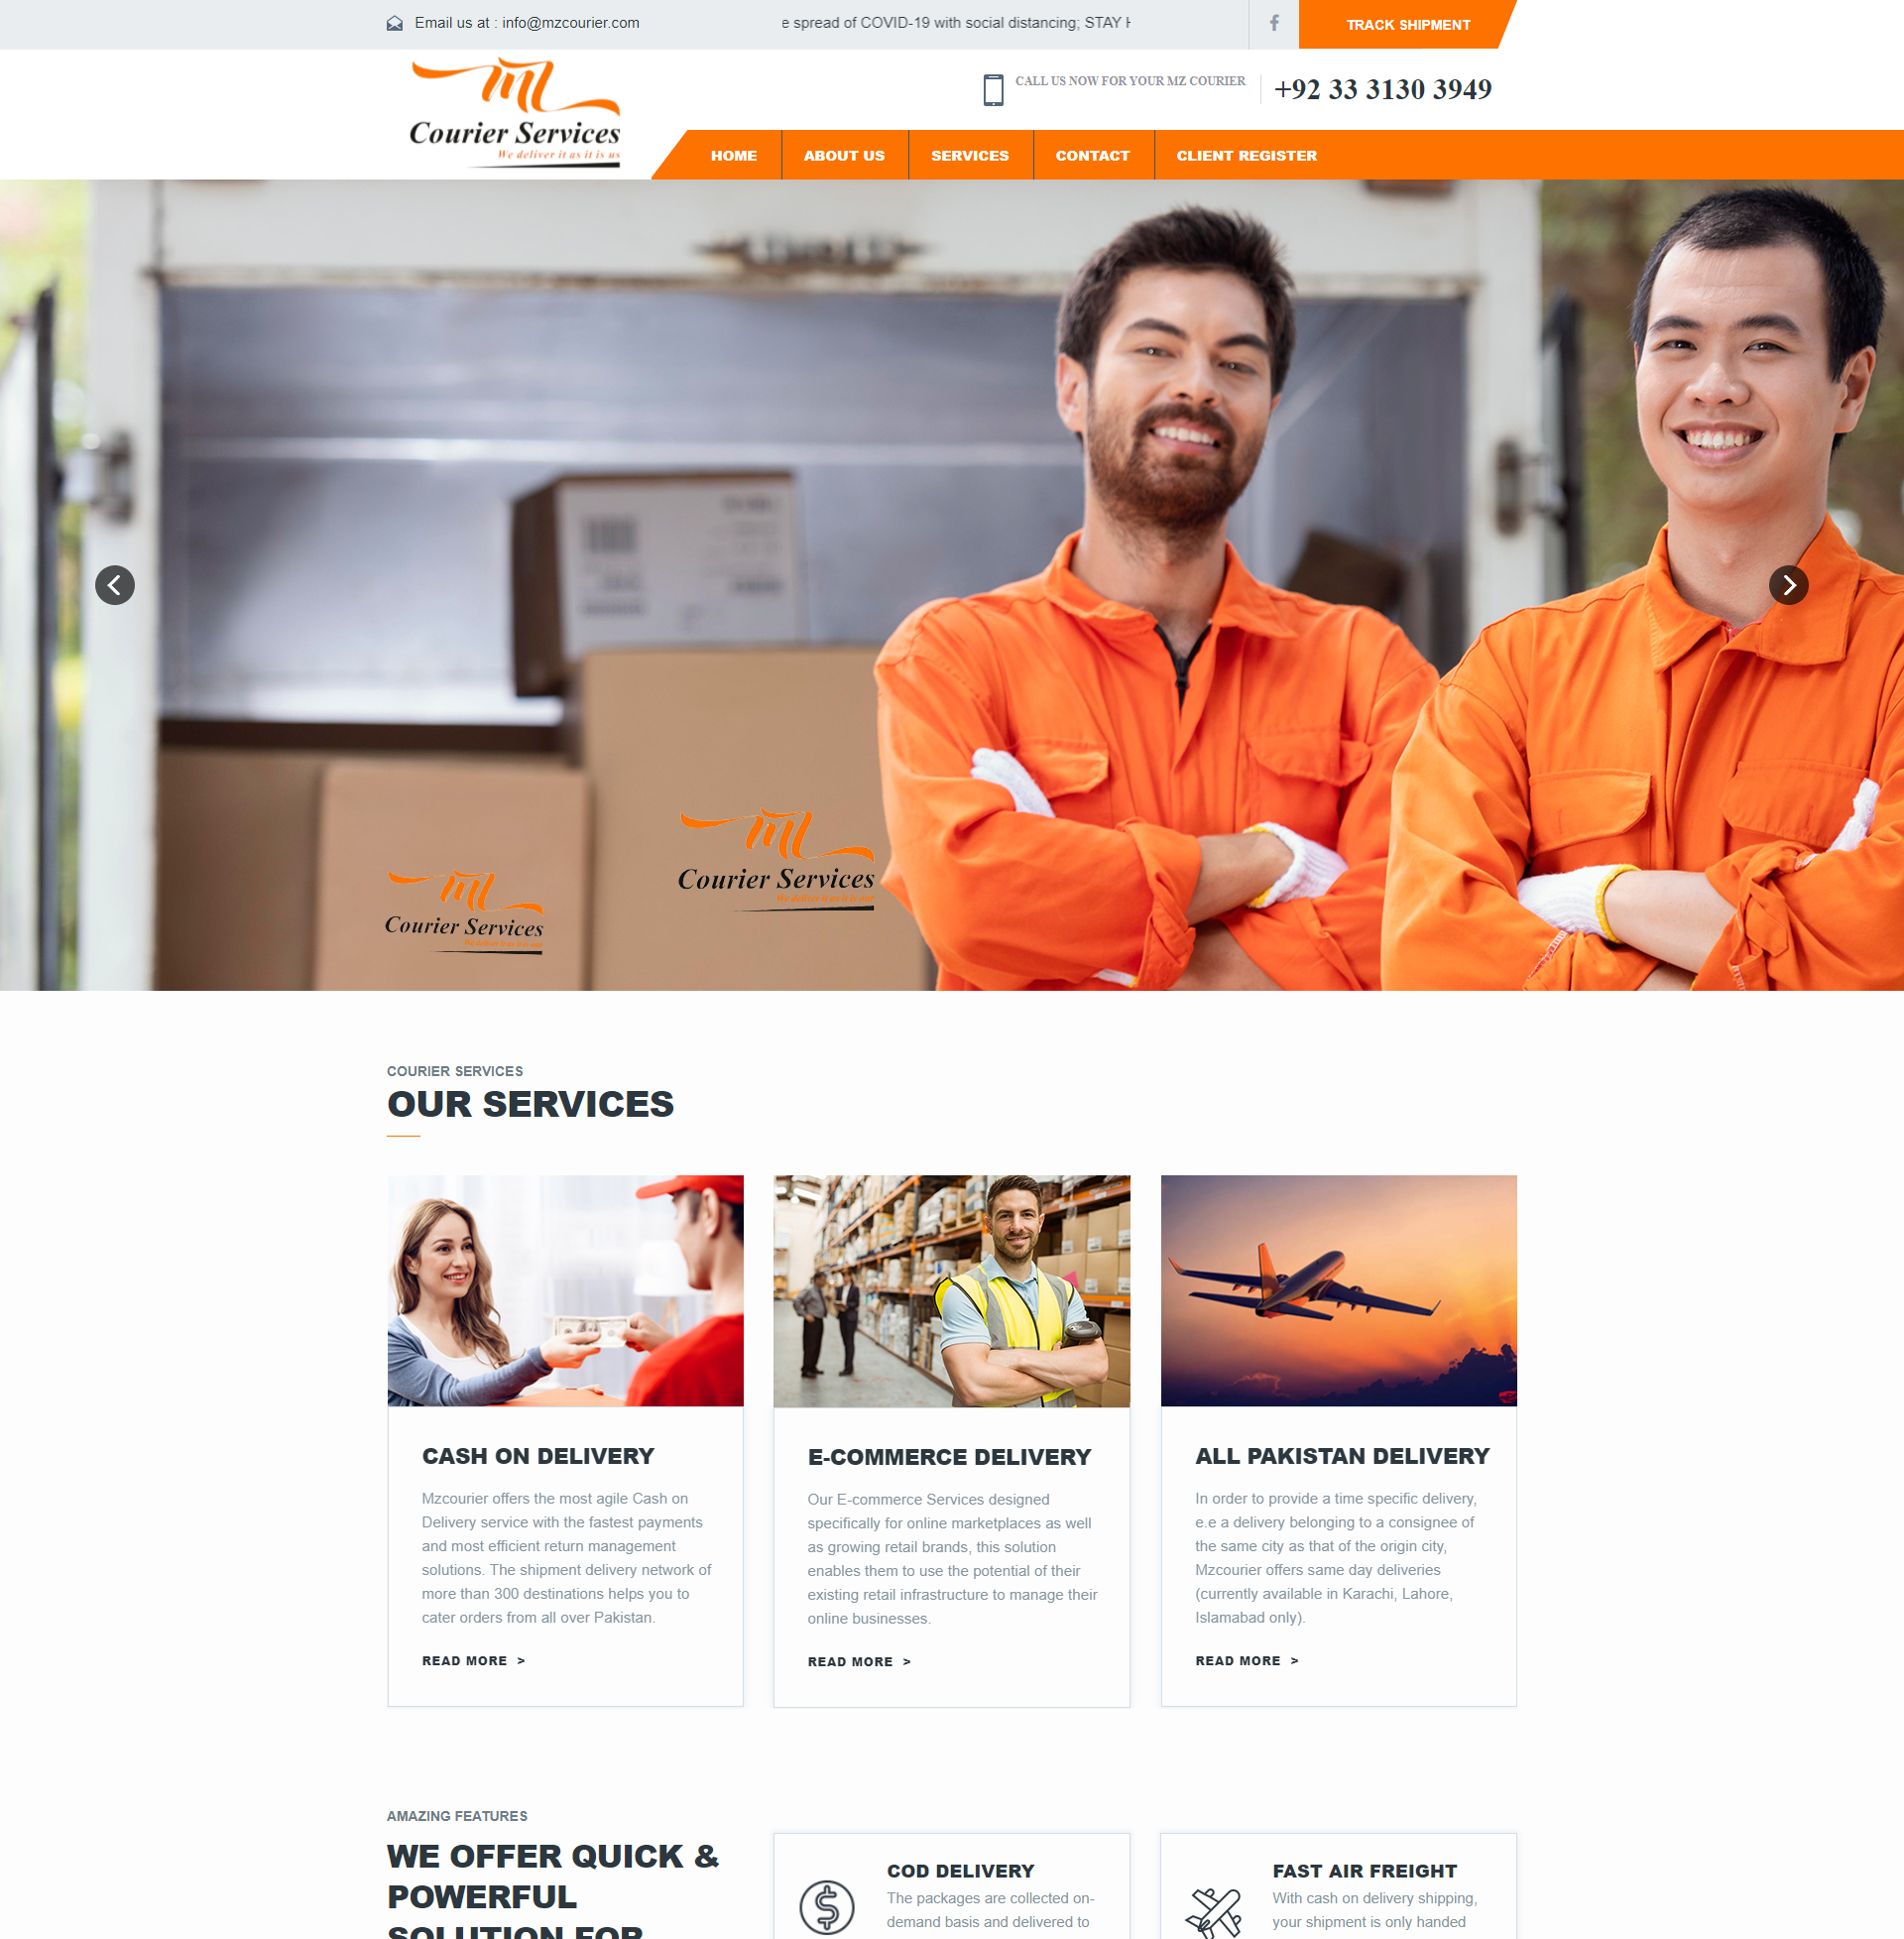 Email us at : info@mzcourier.com
e spread of COVID-19 with social distancing; STAY
TRACK SHIPMENT
CALL US NOW FOR YOUR MZ COURIER
+92 33 3130 3949
Courier Services
We deliver it as it is us
HOME
ABOUT US
SERVICES
CONTACT
CLIENT REGISTER
Courier Services
Courier Services
COURIER SERVICES
OUR SERVICES
CASH ON DELIVERY
Mzcourier offers the most agile Cash on
Delivery service with the fastest payments
and most efficient return management
solutions. The shipment delivery network of
more than 300 destinations helps you to
cater orders from all over Pakistan.
READ MORE >
E-COMMERCE DELIVERY
Our E-commerce Services designed
specifically for online marketplaces as well
as growing retail brands, this solution
enables them to use the potential of their
existing retail infrastructure to manage their
online businesses.
READ MORE >
ALL PAKISTAN DELIVERY
In order to provide a time specific delivery,
e.e a delivery belonging to a consignee of
the same city as that of the origin city,
Mzcourier offers same day deliveries
(currently available in Karachi, Lahore,
Islamabad only).
READ MORE >
AMAZING FEATURES
WE OFFER QUICK &
POWERFUL
SOLUTION FOR
COD DELIVERY
The packages are collected on-
demand basis and delivered to
FAST AIR FREIGHT
With cash on delivery shipping,
your shipment is only handed